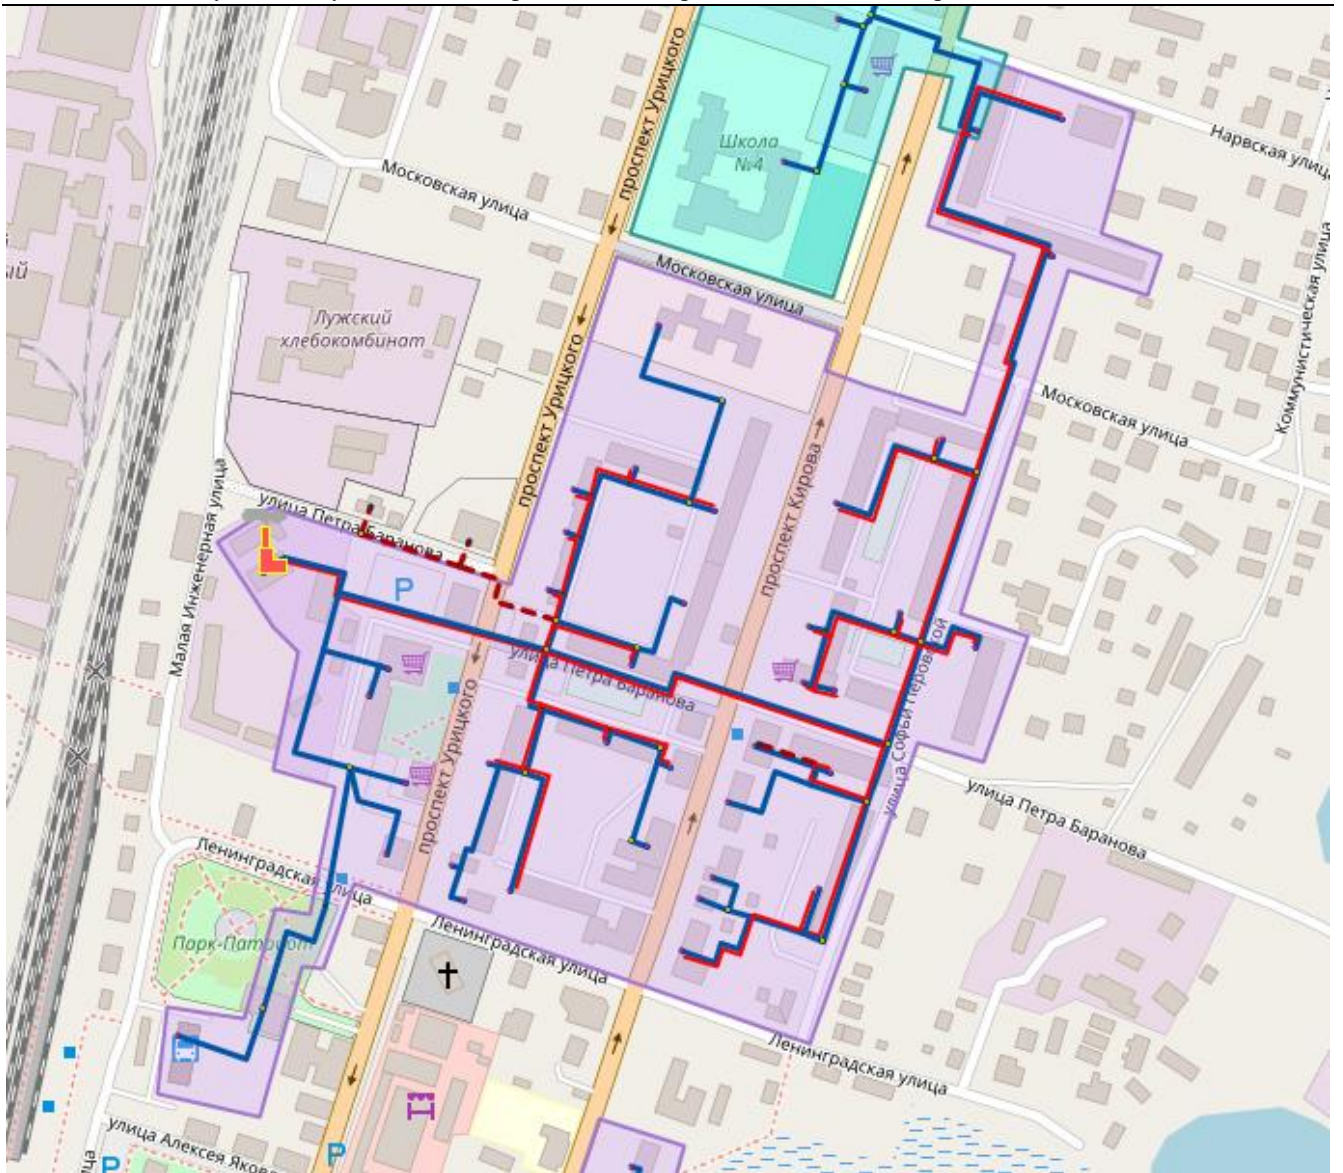 проспект Урицкого
Школа
№4
Нарвская улица
Московская улица
ый
Московская улица
Лужский
хлебокомбинат
Коммунистическая улица
проспект Урицкого
Московская улица
проспект Кирова
улица Петра Баранова
Малая Инженерная улица
P
улица Петра Баранова
улица Софьи Перовской
проспект Урицкого
улица Петра Баранова
Ленинградская улица
Парк-Патриот
Ленинградская улица
Ленинградская улица
улица Алексея Яковл
P
P